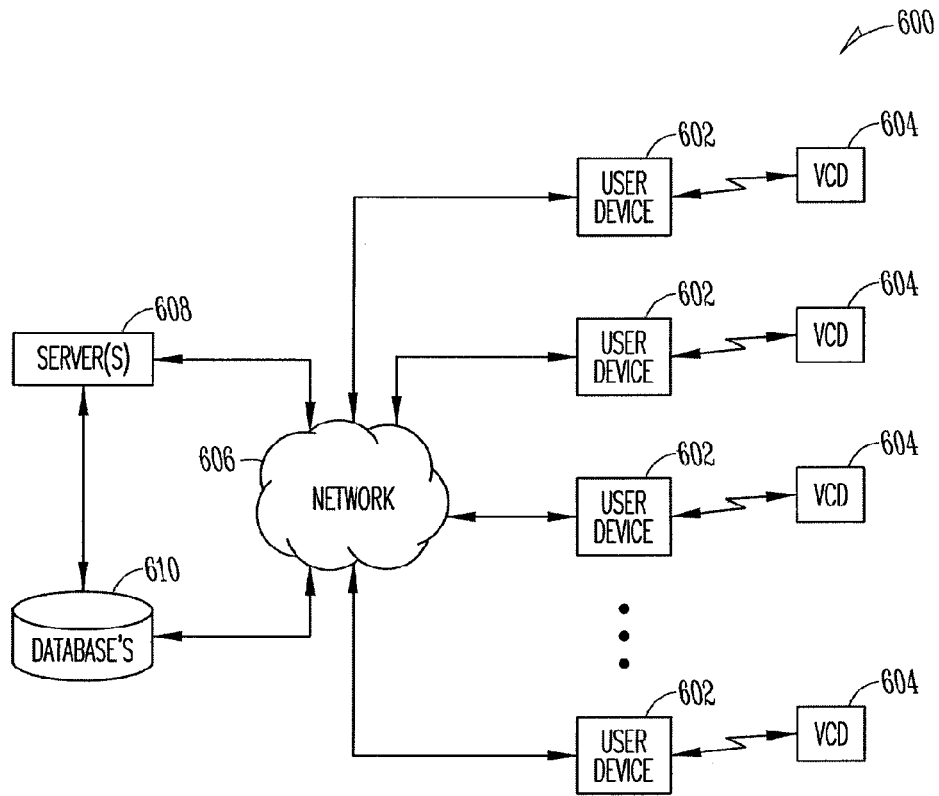 600
602
604
USER
DEVICE
VCD
602
604
USER
DEVICE
VCD
608
SERVER(S)
606
NETWORK
602
604
USER
DEVICE
VCD
610
DATABASE'S
602
604
USER
DEVICE
VCD